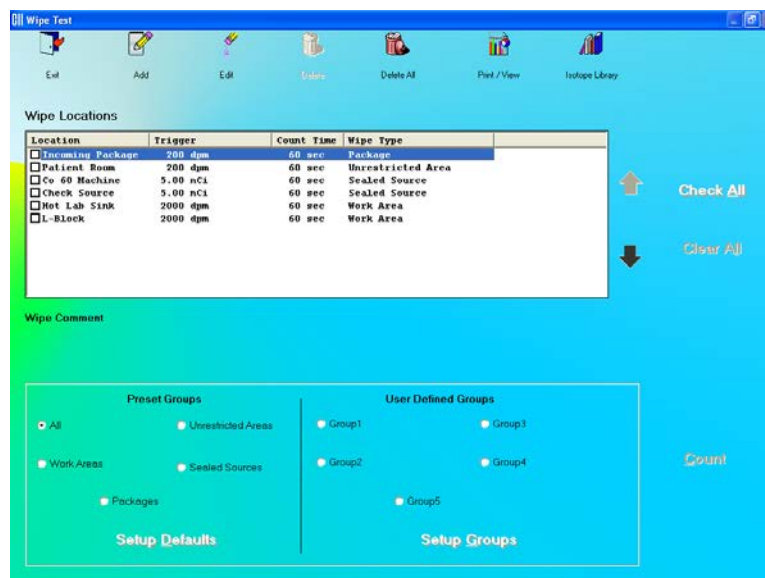 Wipe Test
Exit Add Edit Delete Delete All Print / View Isotope Library
Wipe Locations
Location Trigger Count Time Wipe Type
Incoming Package 200 dpm 60 sec Package
Patient Room 200 dpm 60 sec Unrestricted Area
Co 60 Machine 5.00 nCi 60 sec Sealed Source
Check Source 5.00 nCi 60 sec Sealed Source
Hot Lab Sink 2000 dpm 60 sec Work Area
L-Block 2000 dpm 60 sec Work Area
Check All
Clear All
Wipe Comment
Preset Groups User Defined Groups
All Unrestricted Areas Group1 Group3
Work Areas Sealed Sources Group2 Group4
Count
Packages Group5
Setup Defaults Setup Groups